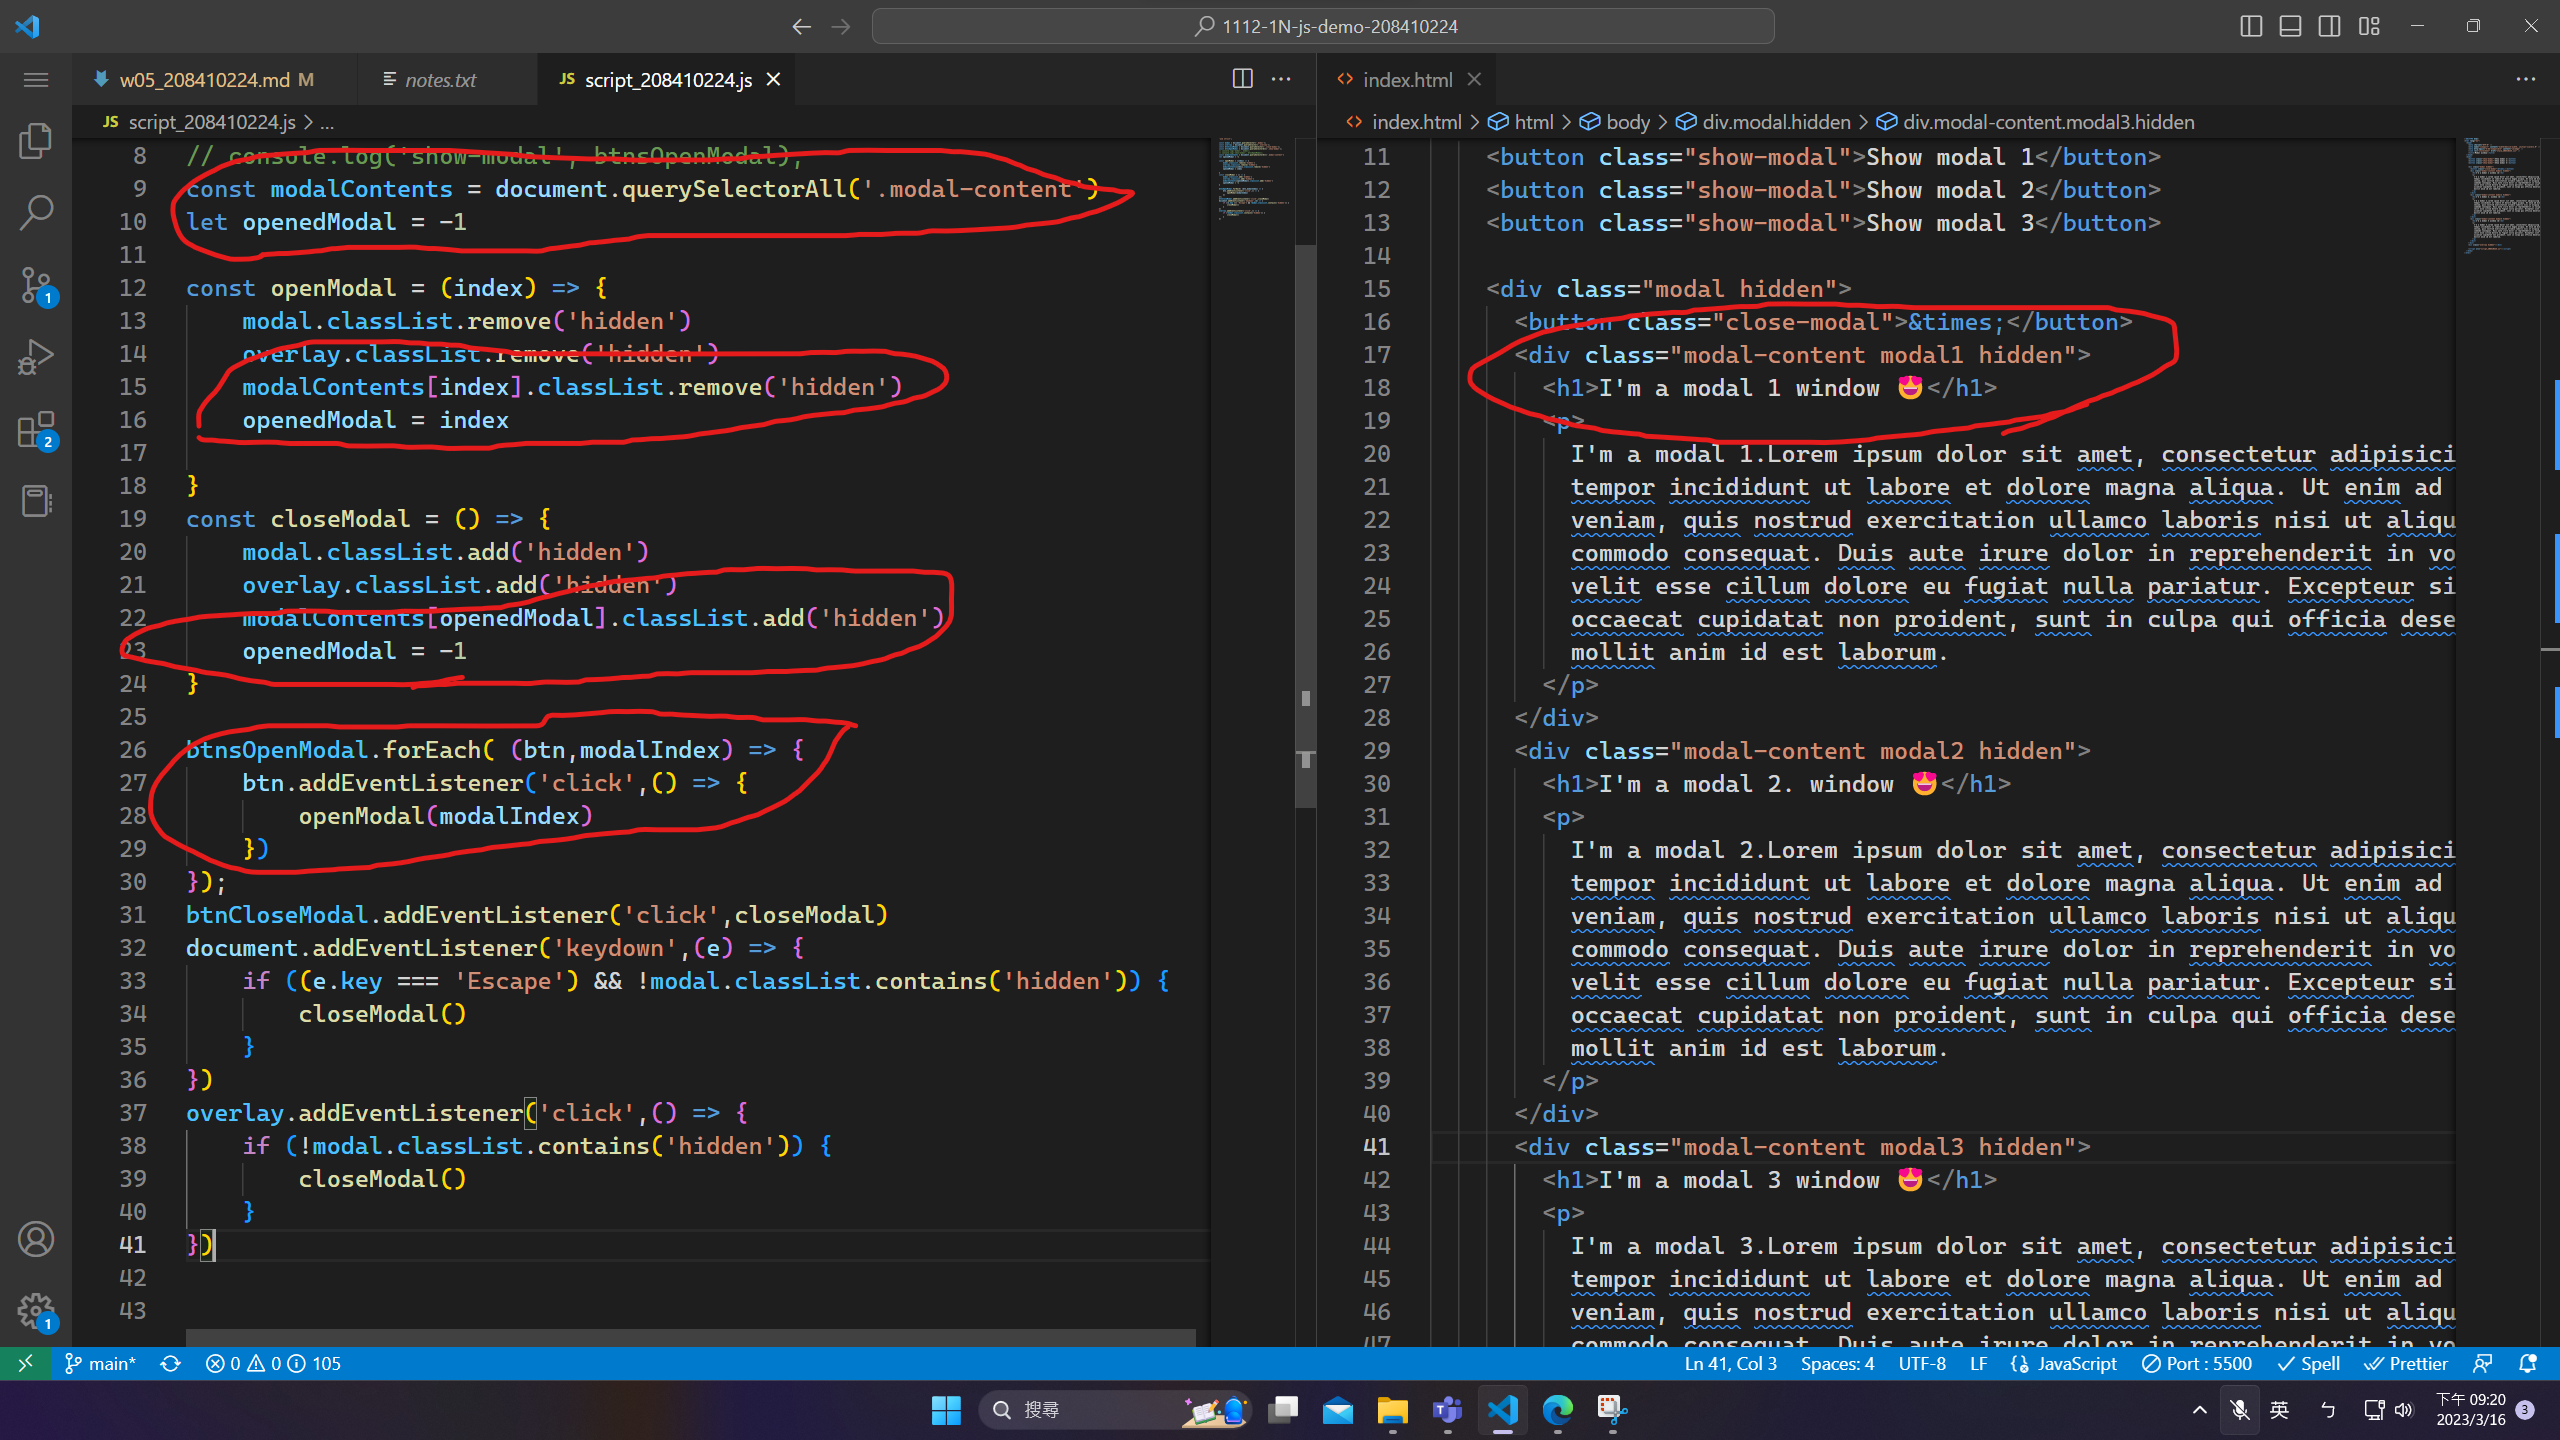 1112-1N-js-demo-208410224
w05_208410224.md M
notes.txt
JS script_208410224.js
JS script_208410224.js > ...
8 // console.log('show-modal', btnsOpenModal);
9 const modalContents = document.querySelectorAll('.modal-content')
10 let openedModal = -1
11
12 const openModal = (index) => {
13 modal.classList.remove('hidden')
14 overlay.classList.remove('hidden')
15 modalContents[index].classList.remove('hidden')
16 openedModal = index
17
18 }
19 const closeModal = () => {
20 modal.classList.add('hidden')
21 overlay.classList.add('hidden')
22 modalContents[openedModal].classList.add('hidden')
23 openedModal = -1
24 }
25
26 btnsOpenModal.forEach( (btn,modalIndex) => {
27 btn.addEventListener('click',() => {
28 openModal(modalIndex)
29 })
30 });
31 btnCloseModal.addEventListener('click',closeModal)
32 document.addEventListener('keydown',(e) => {
33 if ((e.key === 'Escape') && !modal.classList.contains('hidden')) {
34 closeModal()
35 }
36 })
37 overlay.addEventListener('click',() => {
38 if (!modal.classList.contains('hidden')) {
39 closeModal()
40 }
41 })
42
43
index.html
index.html > html > body > div.modal.hidden > div.modal-content.modal3.hidden
11 <button class="show-modal">Show modal 1</button>
12 <button class="show-modal">Show modal 2</button>
13 <button class="show-modal">Show modal 3</button>
14
15 <div class="modal hidden">
16 <button class="close-modal">&times;</button>
17 <div class="modal-content modal1 hidden">
18 <h1>I'm a modal 1 window 😍</h1>
19 <p>
20 I'm a modal 1.Lorem ipsum dolor sit amet, consectetur adipisici
21 tempor incididunt ut labore et dolore magna aliqua. Ut enim ad
22 veniam, quis nostrud exercitation ullamco laboris nisi ut aliqu
23 commodo consequat. Duis aute irure dolor in reprehenderit in vo
24 velit esse cillum dolore eu fugiat nulla pariatur. Excepteur si
25 occaecat cupidatat non proident, sunt in culpa qui officia dese
26 mollit anim id est laborum.
27 </p>
28 </div>
29 <div class="modal-content modal2 hidden">
30 <h1>I'm a modal 2. window 😍</h1>
31 <p>
32 I'm a modal 2.Lorem ipsum dolor sit amet, consectetur adipisici
33 tempor incididunt ut labore et dolore magna aliqua. Ut enim ad
34 veniam, quis nostrud exercitation ullamco laboris nisi ut aliqu
35 commodo consequat. Duis aute irure dolor in reprehenderit in vo
36 velit esse cillum dolore eu fugiat nulla pariatur. Excepteur si
37 occaecat cupidatat non proident, sunt in culpa qui officia dese
38 mollit anim id est laborum.
39 </p>
40 </div>
41 <div class="modal-content modal3 hidden">
42 <h1>I'm a modal 3 window 😍</h1>
43 <p>
44 I'm a modal 3.Lorem ipsum dolor sit amet, consectetur adipisici
45 tempor incididunt ut labore et dolore magna aliqua. Ut enim ad
46 veniam, quis nostrud exercitation ullamco laboris nisi ut aliqu
47 commodo consequat. Duis aute irure dolor in reprehenderit in vo
1
2
1
main* 0 0 105
Ln 41, Col 3 Spaces: 4 UTF-8 LF JavaScript Port : 5500 Spell Prettier
搜尋
英 ㄅ
下午 09:20
2023/3/16
3